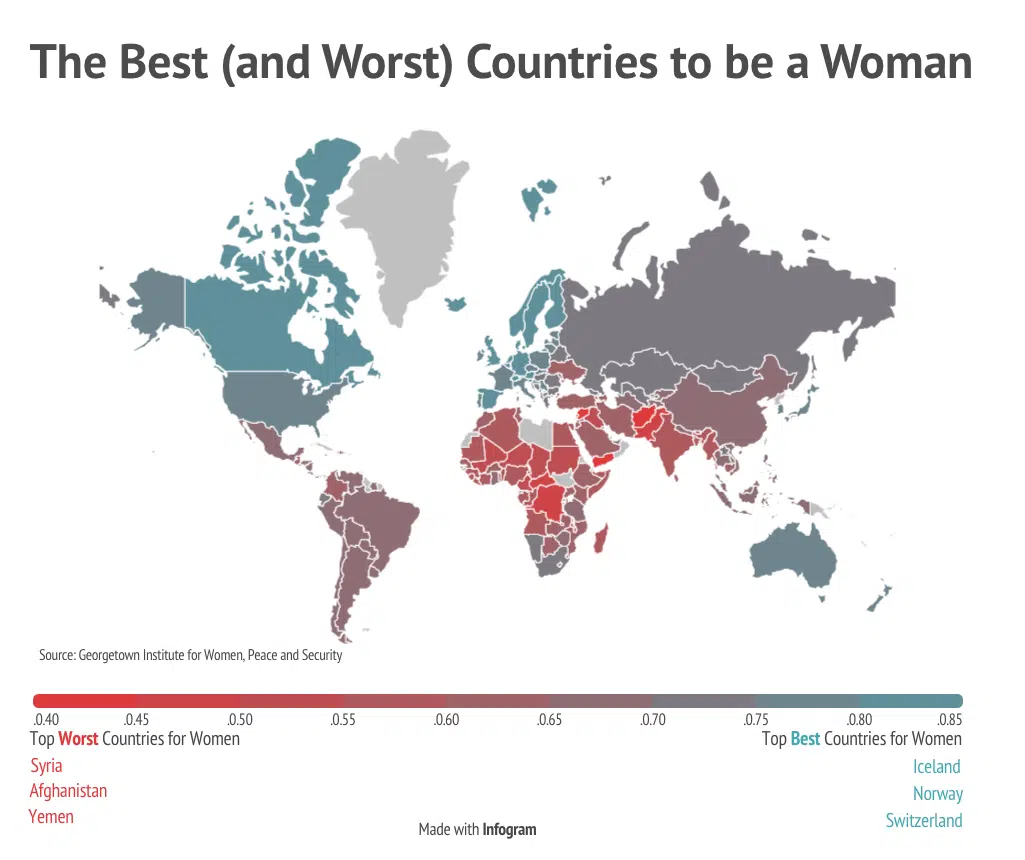 The Best (and Worst) Countries to be a Woman
Source: Georgetown Institute for Women, Peace and Security
.0.40 .0.45 .0.50 .0.55 .0.60 .0.65 .0.70 .0.75 .0.80 .0.85
Top Worst Countries for Women
Syria
Afghanistan
Yemen
Top Best Countries for Women
Iceland
Norway
Switzerland
Made with Infogram